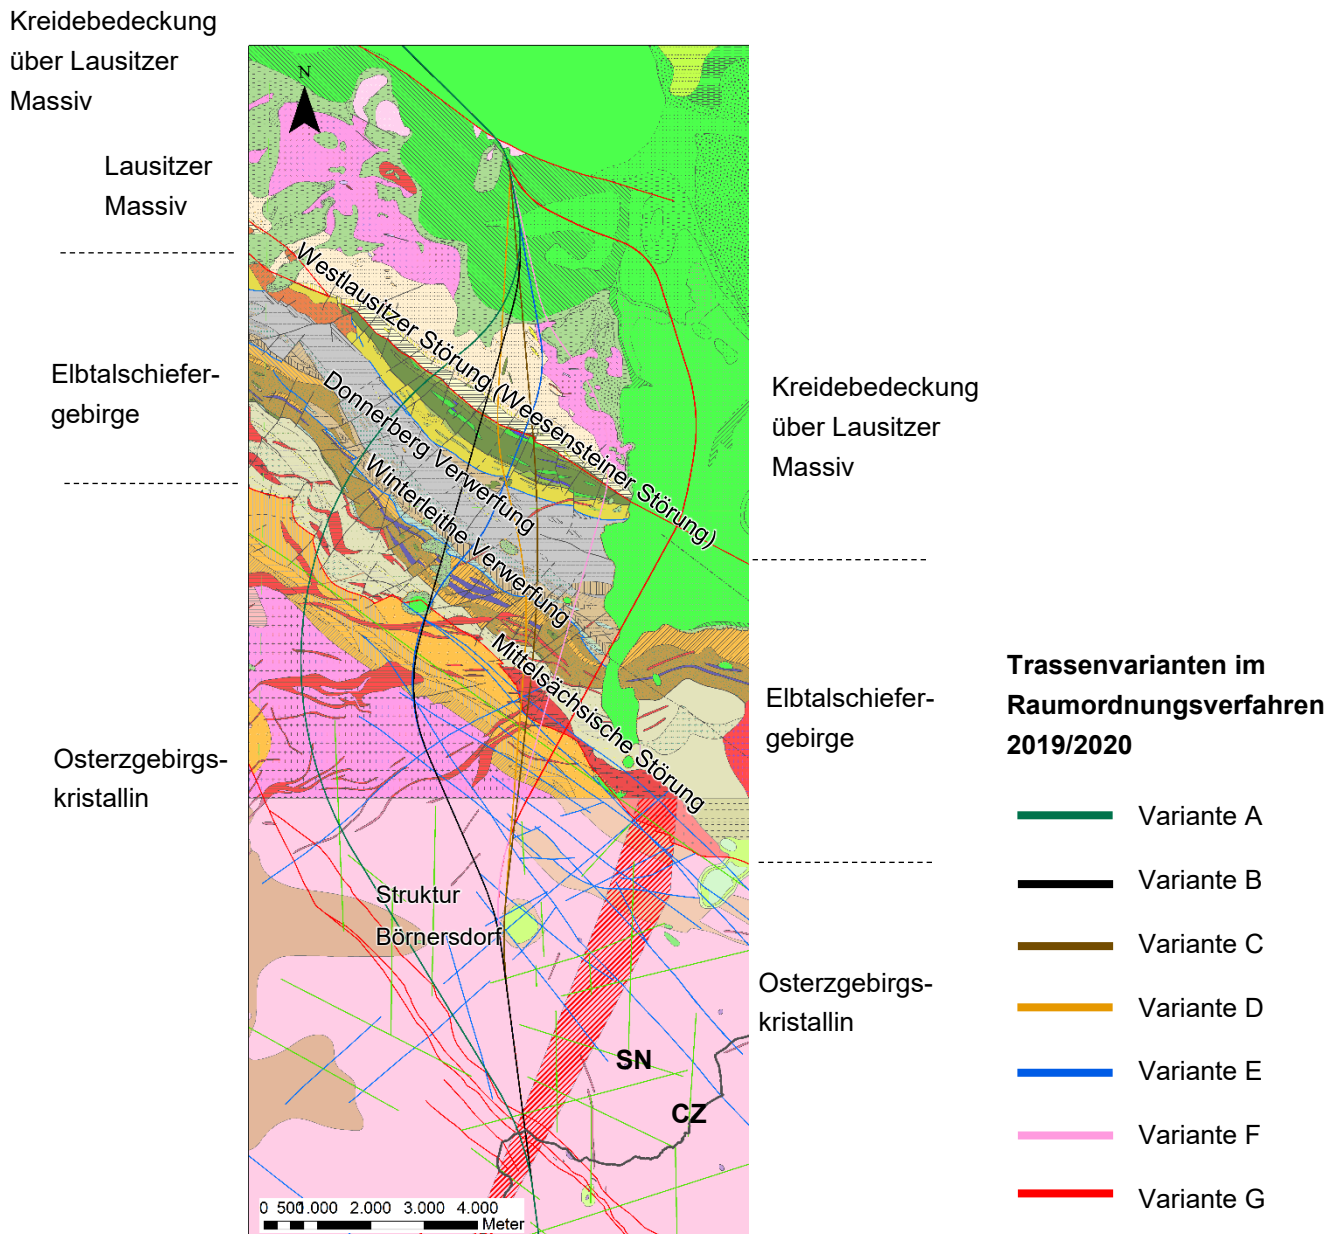 Kreidebedeckung
über Lausitzer
Massiv
N
Lausitzer
Massiv
Westlausitzer Störung (Weesensteiner Störung)
Elbtalschiefer-
gebirge
Donnerberg Verwerfung
Kreidebedeckung
über Lausitzer
Massiv
Winterleithe Verwerfung
Mittelsächsische Störung
Elbtalschiefer-
gebirge
Osterzgebirgs-
kristallin
Struktur
Börnersdorf
Osterzgebirgs-
kristallin
SN
CZ
0 500 1.000 2.000 3.000 4.000
Meter
Trassenvarianten im
Raumordnungsverfahren
2019/2020
Variante A
Variante B
Variante C
Variante D
Variante E
Variante F
Variante G